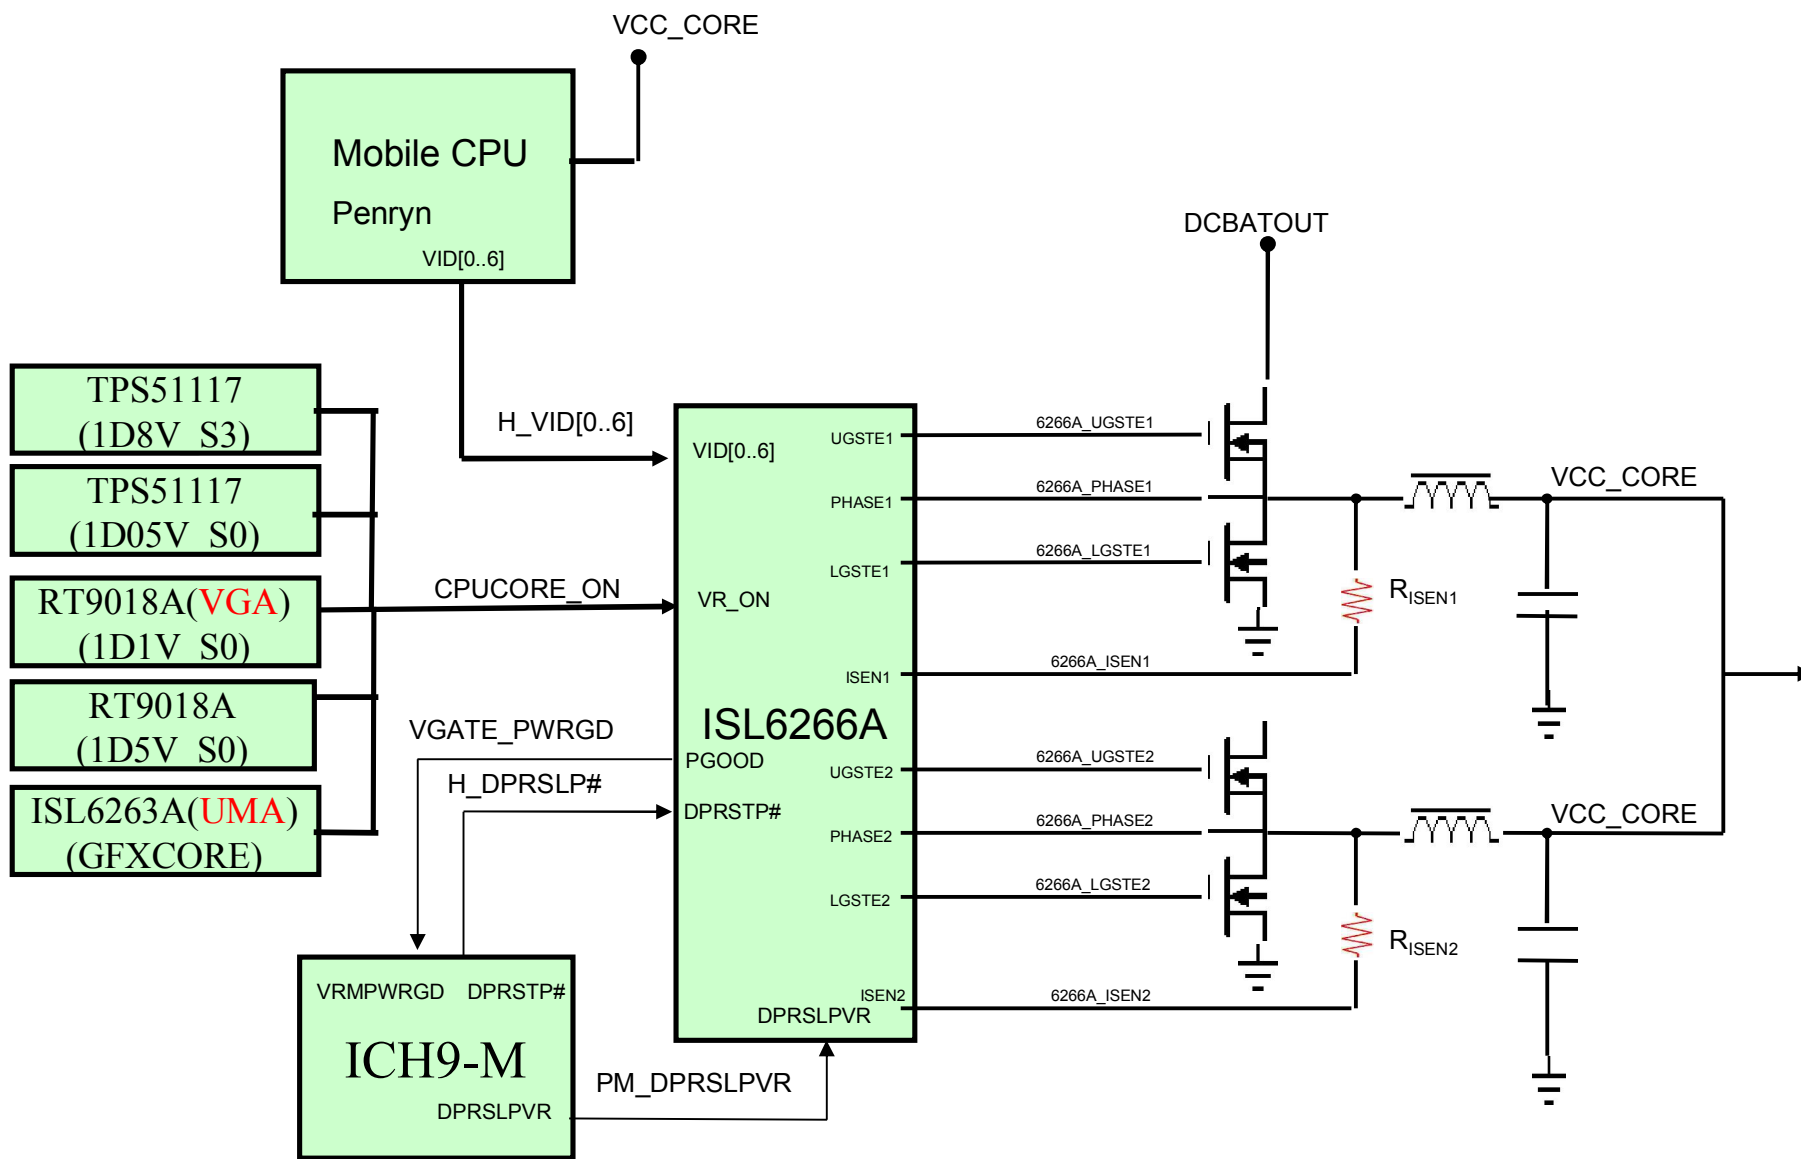 VCC_CORE
Mobile CPU
Penryn
VID[0..6]
DCBATOUT
TPS51117
(1D8V_S3)
TPS51117
(1D05V_S0)
RT9018A(VGA)
(1D1V_S0)
RT9018A
(1D5V_S0)
ISL6263A(UMA)
(GFXCORE)
H_VID[0..6]
CPUCORE_ON
VGATE_PWRGD
H_DPRSLP#
VID[0..6]
VR_ON
ISL6266A
PGOOD
DPRSTP#
DPRSLPVR
UGSTE1
PHASE1
LGSTE1
ISEN1
UGSTE2
PHASE2
LGSTE2
ISEN2
6266A_UGSTE1
6266A_PHASE1
6266A_LGSTE1
6266A_ISEN1
6266A_UGSTE2
6266A_PHASE2
6266A_LGSTE2
6266A_ISEN2
RISEN1
RISEN2
VCC_CORE
VCC_CORE
VRMPWRGD DPRSTP#
ICH9-M
DPRSLPVR
PM_DPRSLPVR